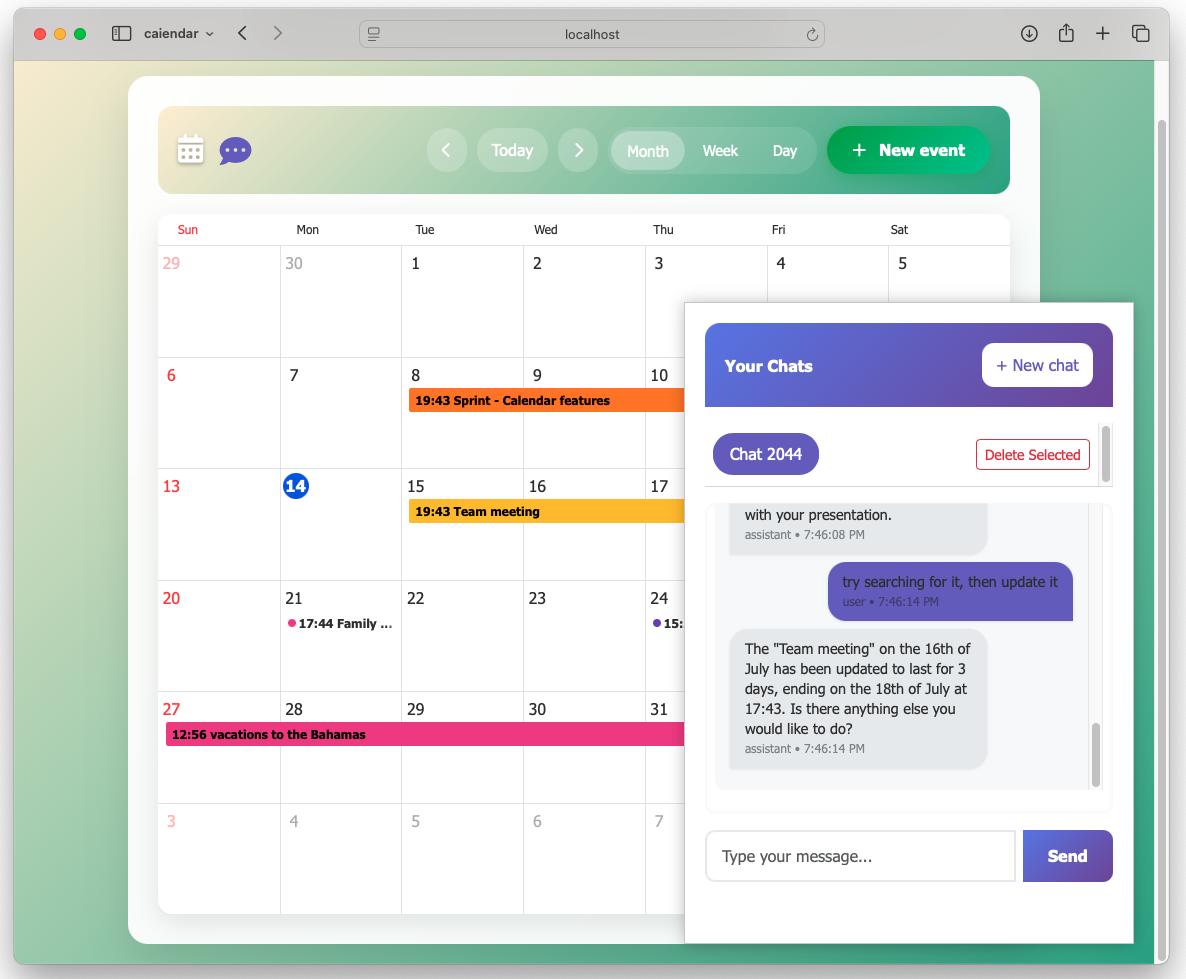 caiendar
localhost
Today
Month
Week
Day
+ New event
Sun Mon Tue Wed Thu Fri Sat
29 30 1 2 3 4 5
6 7 8 9 10
19:43 Sprint - Calendar features
13 14 15 16 17
19:43 Team meeting
20 21 22 23 24
17:44 Family ...
15:
27 28 29 30 31
12:56 vacations to the Bahamas
3 4 5 6 7
Your Chats
+ New chat
Chat 2044
Delete Selected
with your presentation.
assistant • 7:46:08 PM
try searching for it, then update it
user • 7:46:14 PM
The "Team meeting" on the 16th of
July has been updated to last for 3
days, ending on the 18th of July at
17:43. Is there anything else you
would like to do?
assistant • 7:46:14 PM
Type your message...
Send